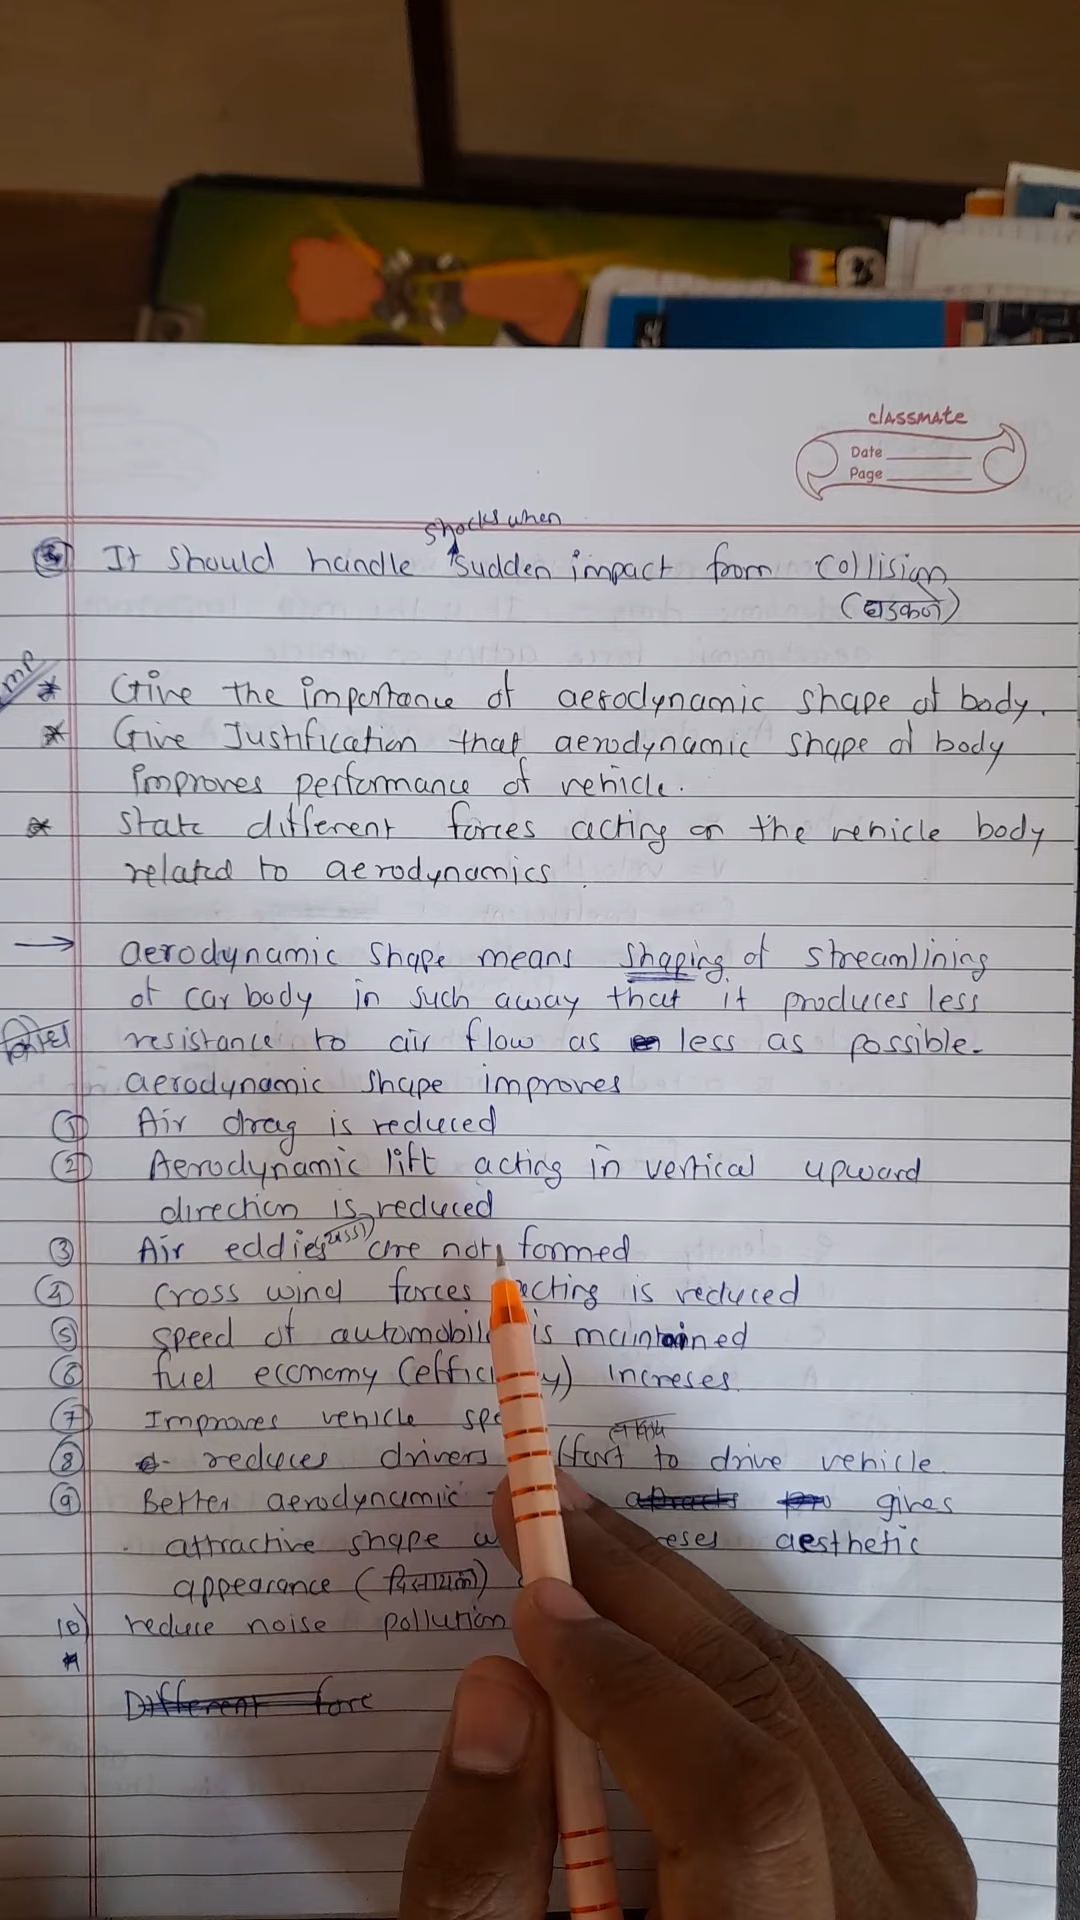 classmate
Date
Page
shocks when
It should handle sudden impact from collision
(धडकने)
IMP
* Give the importance of aerodynamic shape of body.
* Give Justification that aerodynamic shape of body
improves performance of vehicle.
* State different forces acting on the vehicle body
related to aerodynamics.
→ aerodynamic shape means shaping of streamlining
of car body in such away that it produces less
resistance to air flow as less as possible.
aerodynamic shape improves
① Air drag is reduced
② Aerodynamic lift acting in vertical upward
direction is reduced
③ Air eddies are not formed
④ cross wind forces acting is reduced
⑤ speed of automobile is maintained
⑥ fuel economy (effic y) increses.
⑦ Improves vehicle spe
⑧ reduces drivers ffort to drive vehicle
⑨ Better aerodynamic gives
attractive shape reses aesthetic
appearance
10) reduce noise pollution
*
Different force